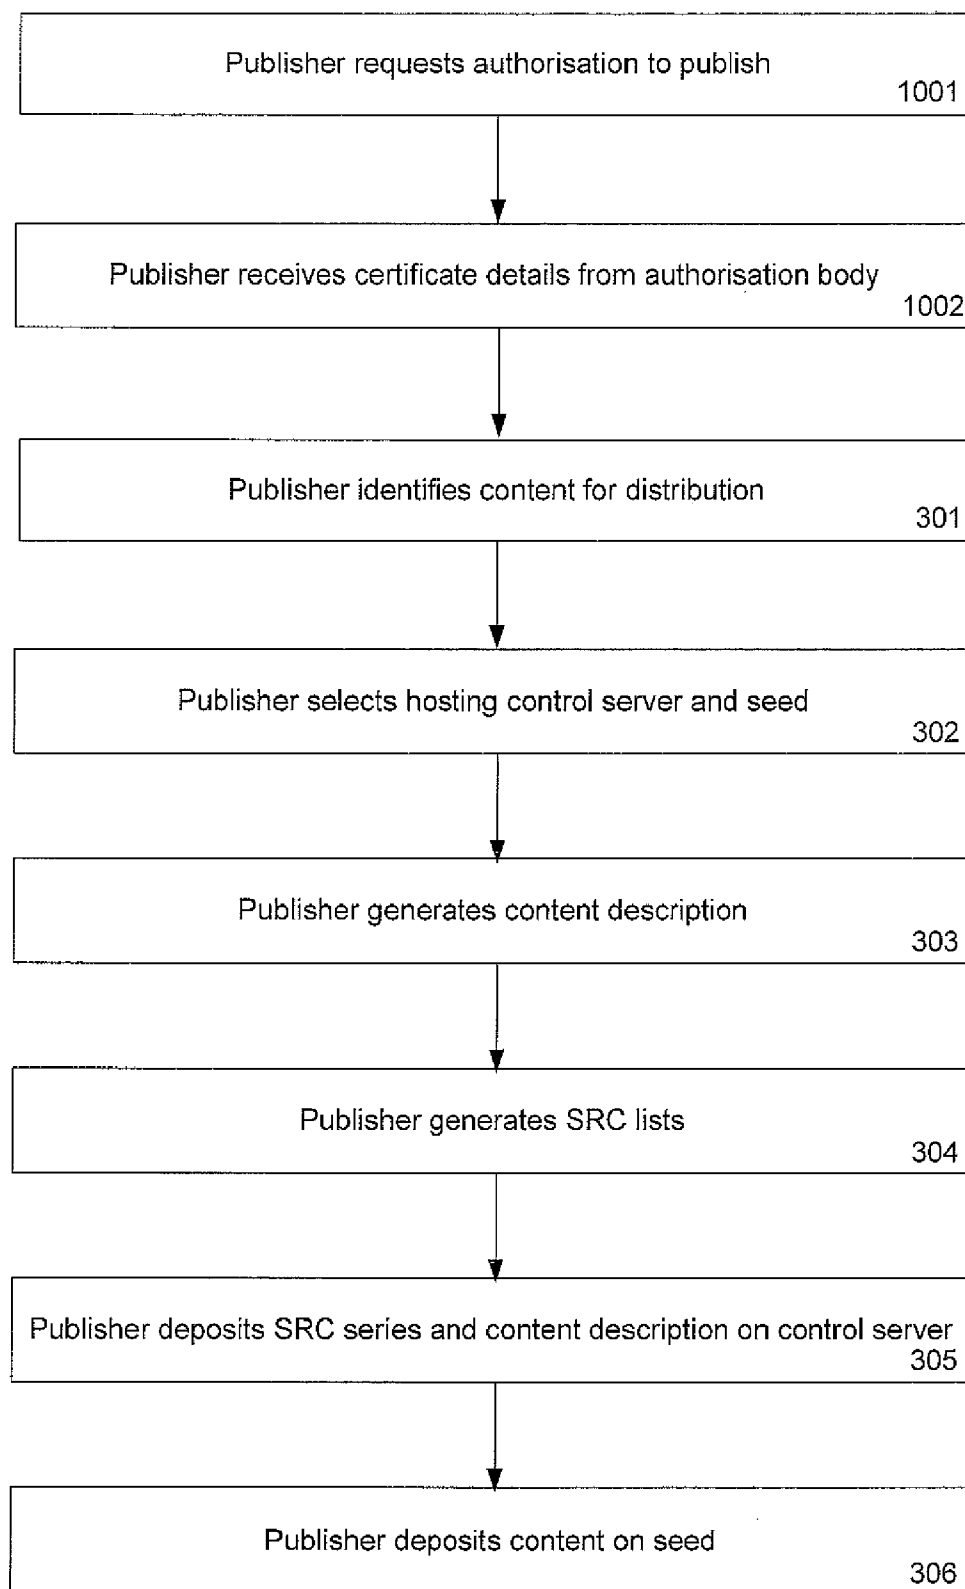 Publisher requests authorisation to publish
1001
Publisher receives certificate details from authorisation body
1002
Publisher identifies content for distribution
301
Publisher selects hosting control server and seed
302
Publisher generates content description
303
Publisher generates SRC lists
304
Publisher deposits SRC series and content description on control server
305
Publisher deposits content on seed
306